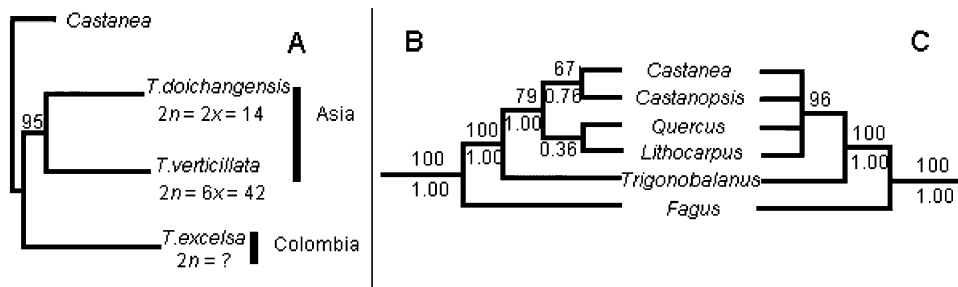 Castanea
A
T.doichangensis
2n = 2x = 14
95
Asia
T.verticillata
2n = 6x = 42
T.excelsa
Colombia
2n = ?
B
C
67
Castanea
0.76
Castanopsis
96
79
1.00
Quercus
100
100
0.36
Lithocarpus
1.00
1.00
100
Trigonobalanus
100
1.00
Fagus
1.00